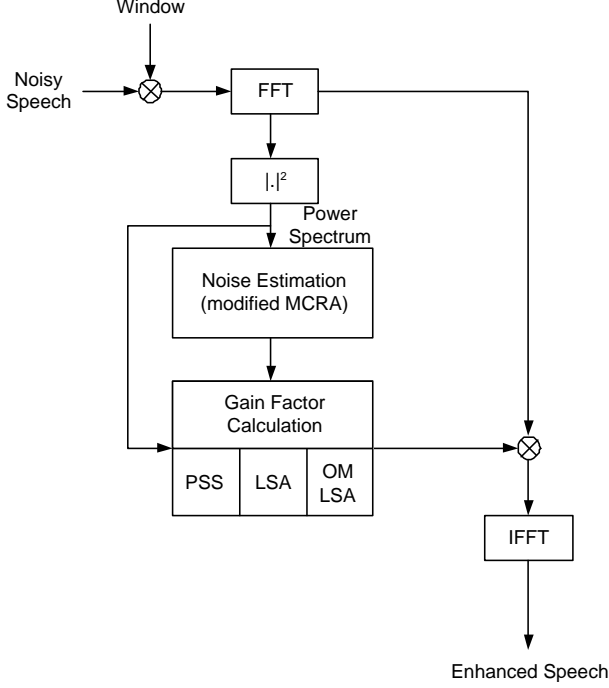 Window
Noisy
Speech
FFT
|.|²
Power
Spectrum
Noise Estimation
(modified MCRA)
Gain Factor
Calculation
PSS
LSA
OM
LSA
IFFT
Enhanced Speech